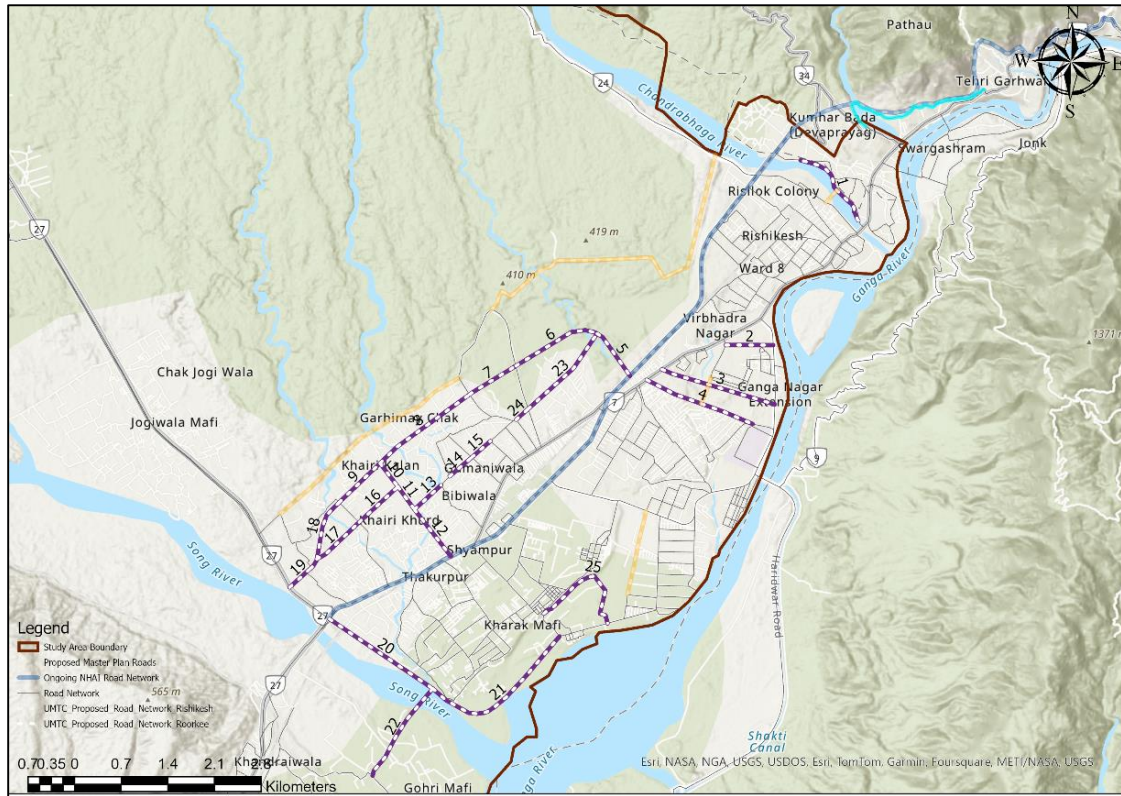 Pathau
N
W
E
S
Tehri Garhwal
24
34
Chandrabhaga River
Kumhar Bada
(Devaprayag)
Swargashram
Jonk
1
Risllok Colony
27
419 m
Rishikesh
Ganga River
410 m
Ward 8
Virbhadra
Nagar
2
1371 m
6
5
Chak Jogi Wala
7
23
3
Ganga Nagar
Extension
4
7
24
Jogiwala Mafi
Garhimay Chak
8
15
9
Khairi Kalan
10
14
Gumaniwala
9
16
11
13
Bibiwala
18
17
Khairi Khurd
12
Shyampur
Song River
27
19
Thakurpur
25
Haridwar Road
27
Kharak Mafi
Legend
Study Area Boundary
Proposed Master Plan Roads
Ongoing NHAI Road Network
Road Network
UMTC_Proposed_Road_Network_Rishikesh
UMTC_Proposed_Road_Network_Roorkee
20
565 m
27
Song River
21
22
Shakti
Canal
Khandraiwala
Ganga River
0.7 0.35 0 0.7 1.4 2.1 2.8
Kilometers
Gohri Mafi
Esri, NASA, NGA, USGS, USDOS, Esri, TomTom, Garmin, Foursquare, METI/NASA, USGS